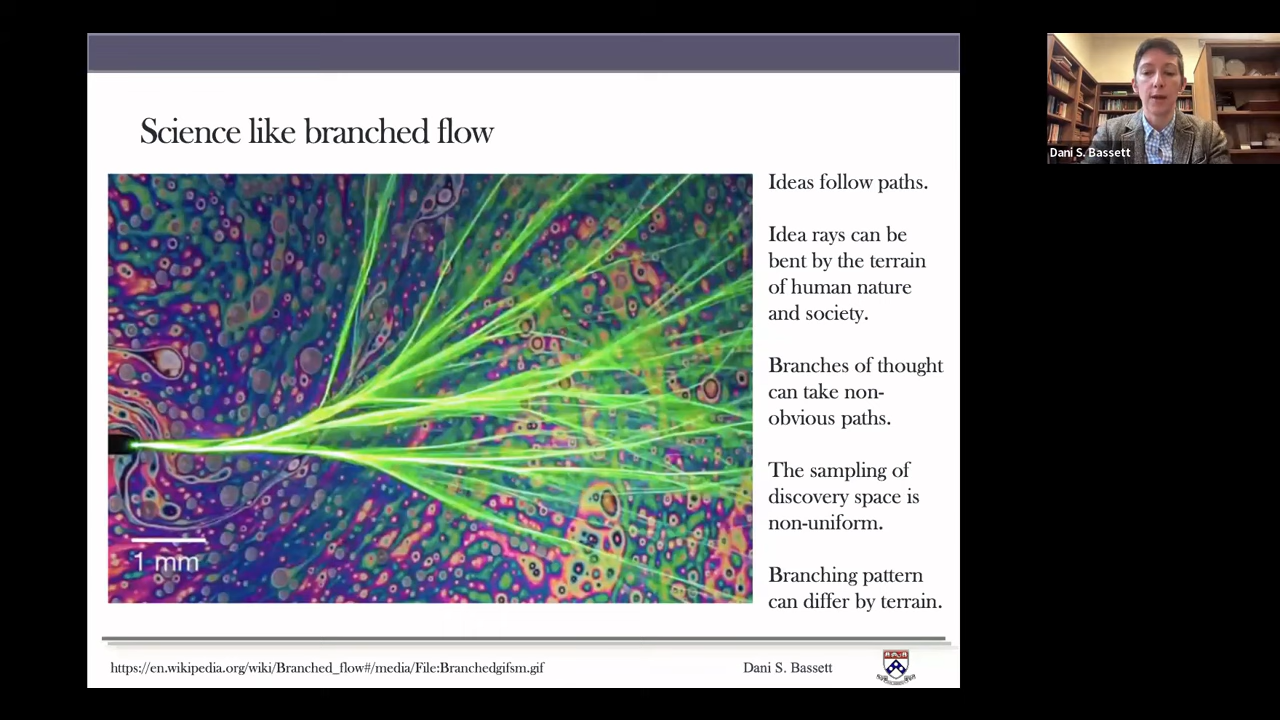 Science like branched flow
Ideas follow paths.
Idea rays can be
bent by the terrain
of human nature
and society.
Branches of thought
can take non-
obvious paths.
The sampling of
discovery space is
non-uniform.
Branching pattern
can differ by terrain.
1 mm
https://en.wikipedia.org/wiki/Branched_flow#/media/File:Branchedgifsm.gif
Dani S. Bassett
Dani S. Bassett